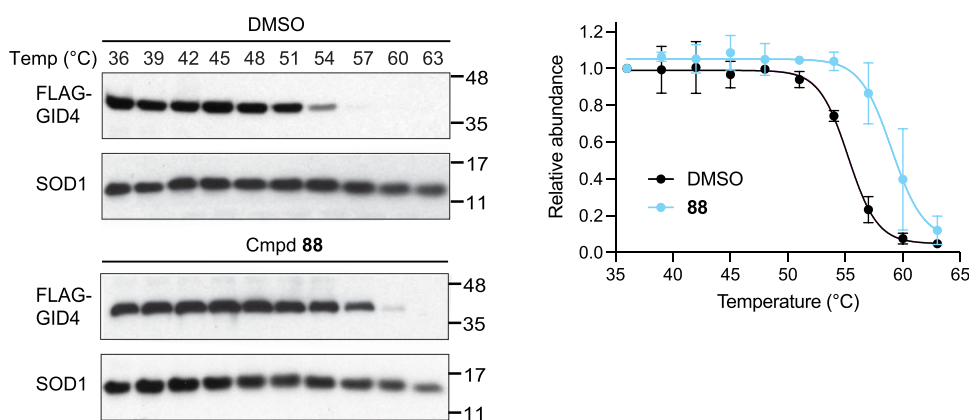 DMSO
Temp (°C) 36 39 42 45 48 51 54 57 60 63
FLAG-
GID4
48
35
SOD1
17
11
Cmpd 88
FLAG-
GID4
48
35
SOD1
17
11
Relative abundance
1.2
1.0
0.8
0.6
0.4
0.2
0.0
DMSO
88
35 40 45 50 55 60 65
Temperature (°C)